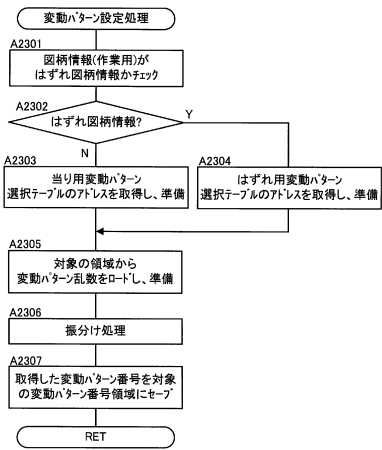 変動ﾊﾟﾀｰﾝ設定処理
A2301
図柄情報(作業用)が
はずれ図柄情報かチェック
A2302
はずれ図柄情報?
Y
N
A2303
当り用変動パターン
選択テーブルのアドレスを取得し、準備
A2304
はずれ用変動パターン
選択テーブルのアドレスを取得し、準備
A2305
対象の領域から
変動ﾊﾟﾀｰﾝ乱数をﾛｰﾄﾞし、準備
A2306
振分け処理
A2307
取得した変動ﾊﾟﾀｰﾝ番号を対象
の変動パターン番号領域にｾｰﾌﾞ
RET